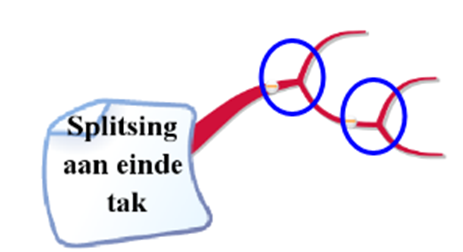 Splitsing
aan einde
tak